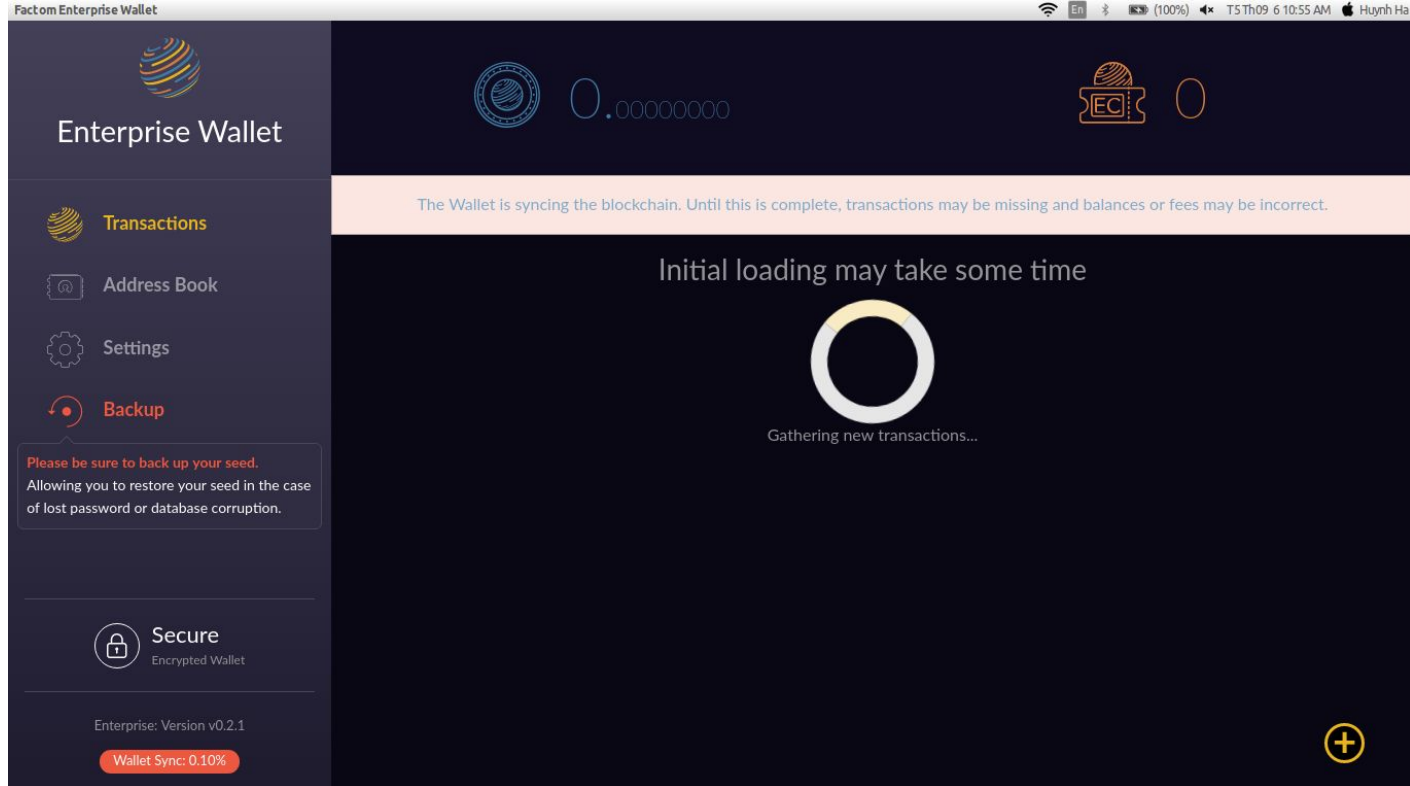 Factom Enterprise Wallet
En
(100%)
T5 Th09 6 10:55 AM
Huynh Ha
Enterprise Wallet
0.00000000
EC
0
The Wallet is syncing the blockchain. Until this is complete, transactions may be missing and balances or fees may be incorrect.
Transactions
Address Book
Settings
Backup
Please be sure to back up your seed.
Allowing you to restore your seed in the case
of lost password or database corruption.
Initial loading may take some time
Gathering new transactions...
Secure
Encrypted Wallet
Enterprise: Version v0.2.1
Wallet Sync: 0.10%